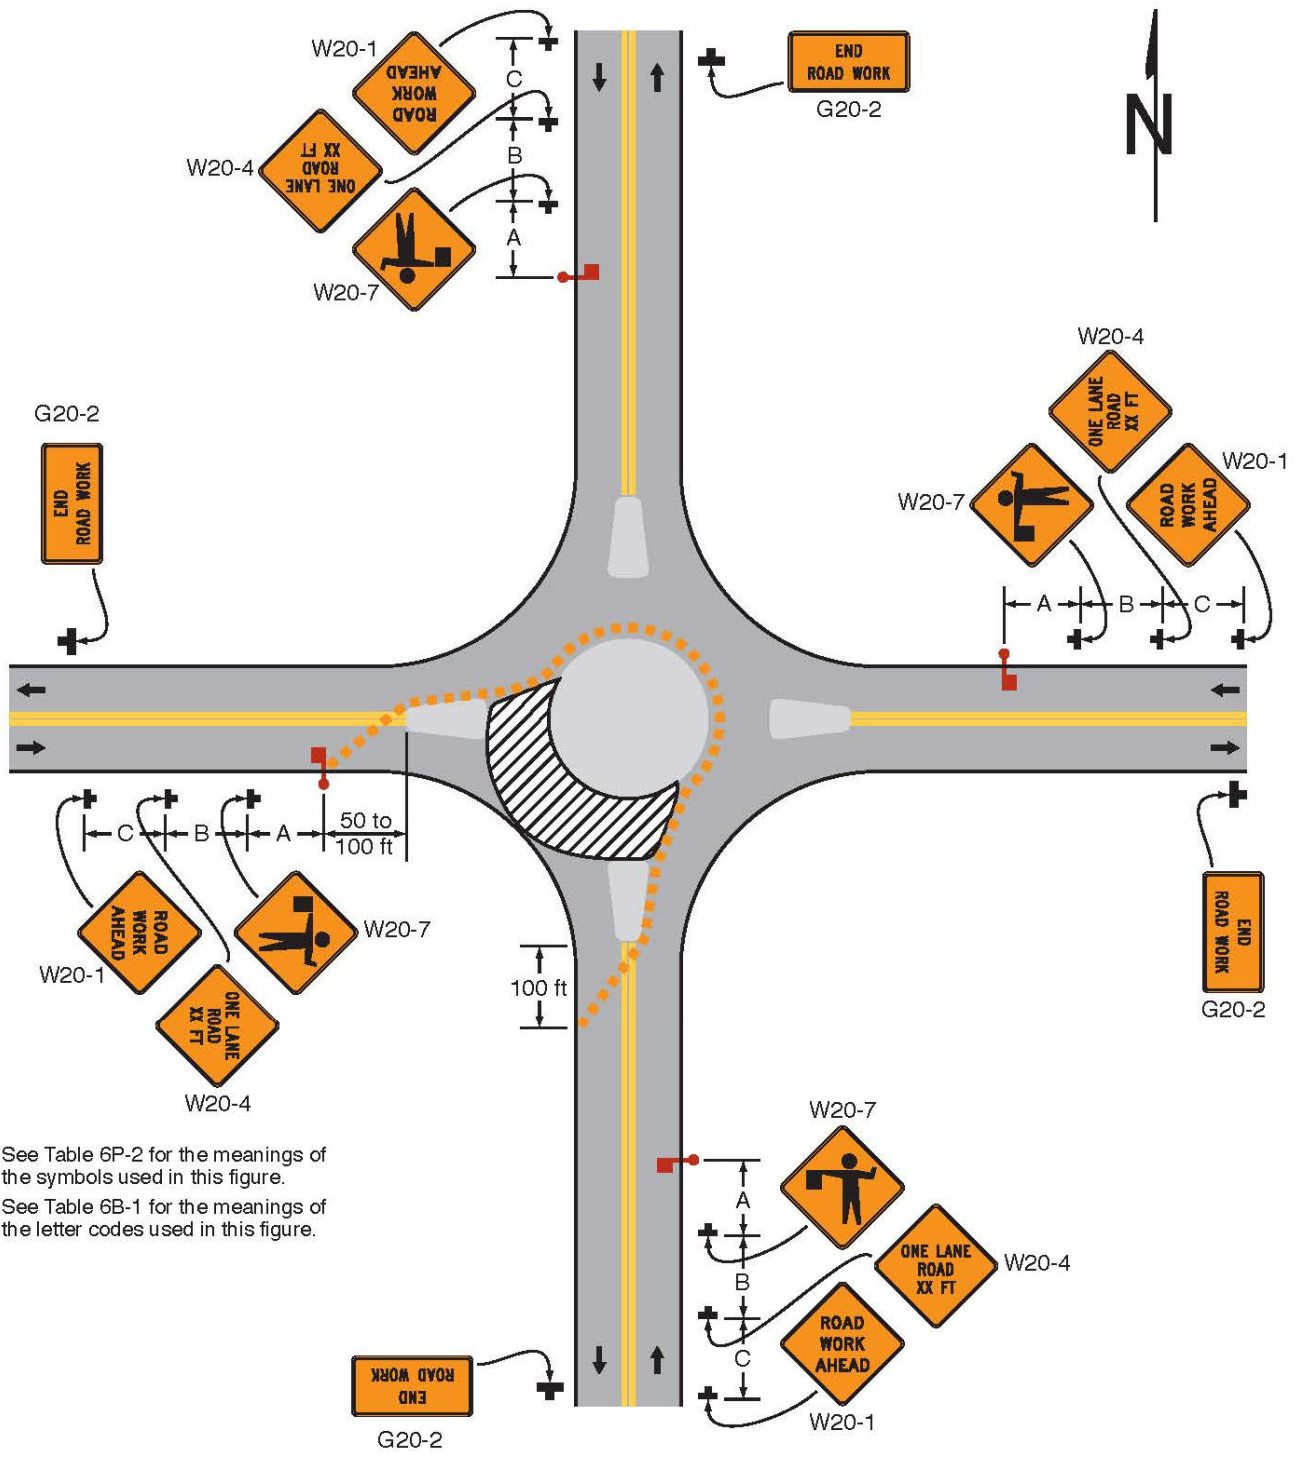 W20-1
ROAD
WORK
AHEAD
C
END
ROAD WORK
G20-2
N
W20-4
ONE LANE
ROAD
XX FT
B
W20-7
A
W20-4
ONE LANE
ROAD
XX FT
G20-2
END
ROAD WORK
W20-7
W20-1
ROAD
WORK
AHEAD
A
B
C
C
B
A
50 to
100 ft
W20-1
ROAD
WORK
AHEAD
W20-7
W20-4
ONE LANE
ROAD
XX FT
100 ft
END
ROAD WORK
G20-2
See Table 6P-2 for the meanings of
the symbols used in this figure.
See Table 6B-1 for the meanings of
the letter codes used in this figure.
W20-7
A
B
ONE LANE
ROAD
XX FT
W20-4
C
ROAD
WORK
AHEAD
W20-1
END
ROAD WORK
G20-2